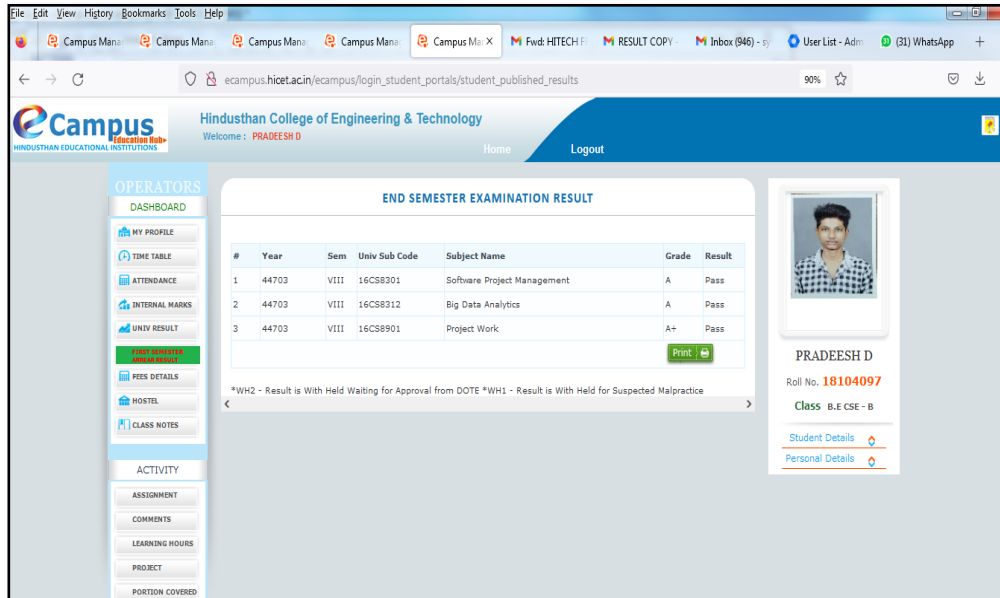 File Edit View History Bookmarks Tools Help
Campus Mana Campus Mana Campus Mana Campus Mana Campus Ma X Fwd: HITECH F RESULT COPY - Inbox (946) - sy User List - Adm (31) WhatsApp +
ecampus.hicet.ac.in/ecampus/login_student_portals/student_published_results 90%
eCampus
Education Hub
HINDUSTHAN EDUCATIONAL INSTITUTIONS
Hindusthan College of Engineering & Technology
Welcome : PRADEESH D
Home Logout
OPERATORS
DASHBOARD
MY PROFILE
TIME TABLE
ATTENDANCE
INTERNAL MARKS
UNIV RESULT
FIRST SEMESTER
ARREAR RESULT
FEES DETAILS
HOSTEL
CLASS NOTES
ACTIVITY
ASSIGNMENT
COMMENTS
LEARNING HOURS
PROJECT
PORTION COVERED
END SEMESTER EXAMINATION RESULT
# Year Sem Univ Sub Code Subject Name Grade Result
1 44703 VIII 16CS8301 Software Project Management A Pass
2 44703 VIII 16CS8312 Big Data Analytics A Pass
3 44703 VIII 16CS8901 Project Work A+ Pass
Print
*WH2 - Result is With Held Waiting for Approval from DOTE *WH1 - Result is With Held for Suspected Malpractice
PRADEESH D
Roll No. 18104097
Class B.E CSE - B
Student Details
Personal Details